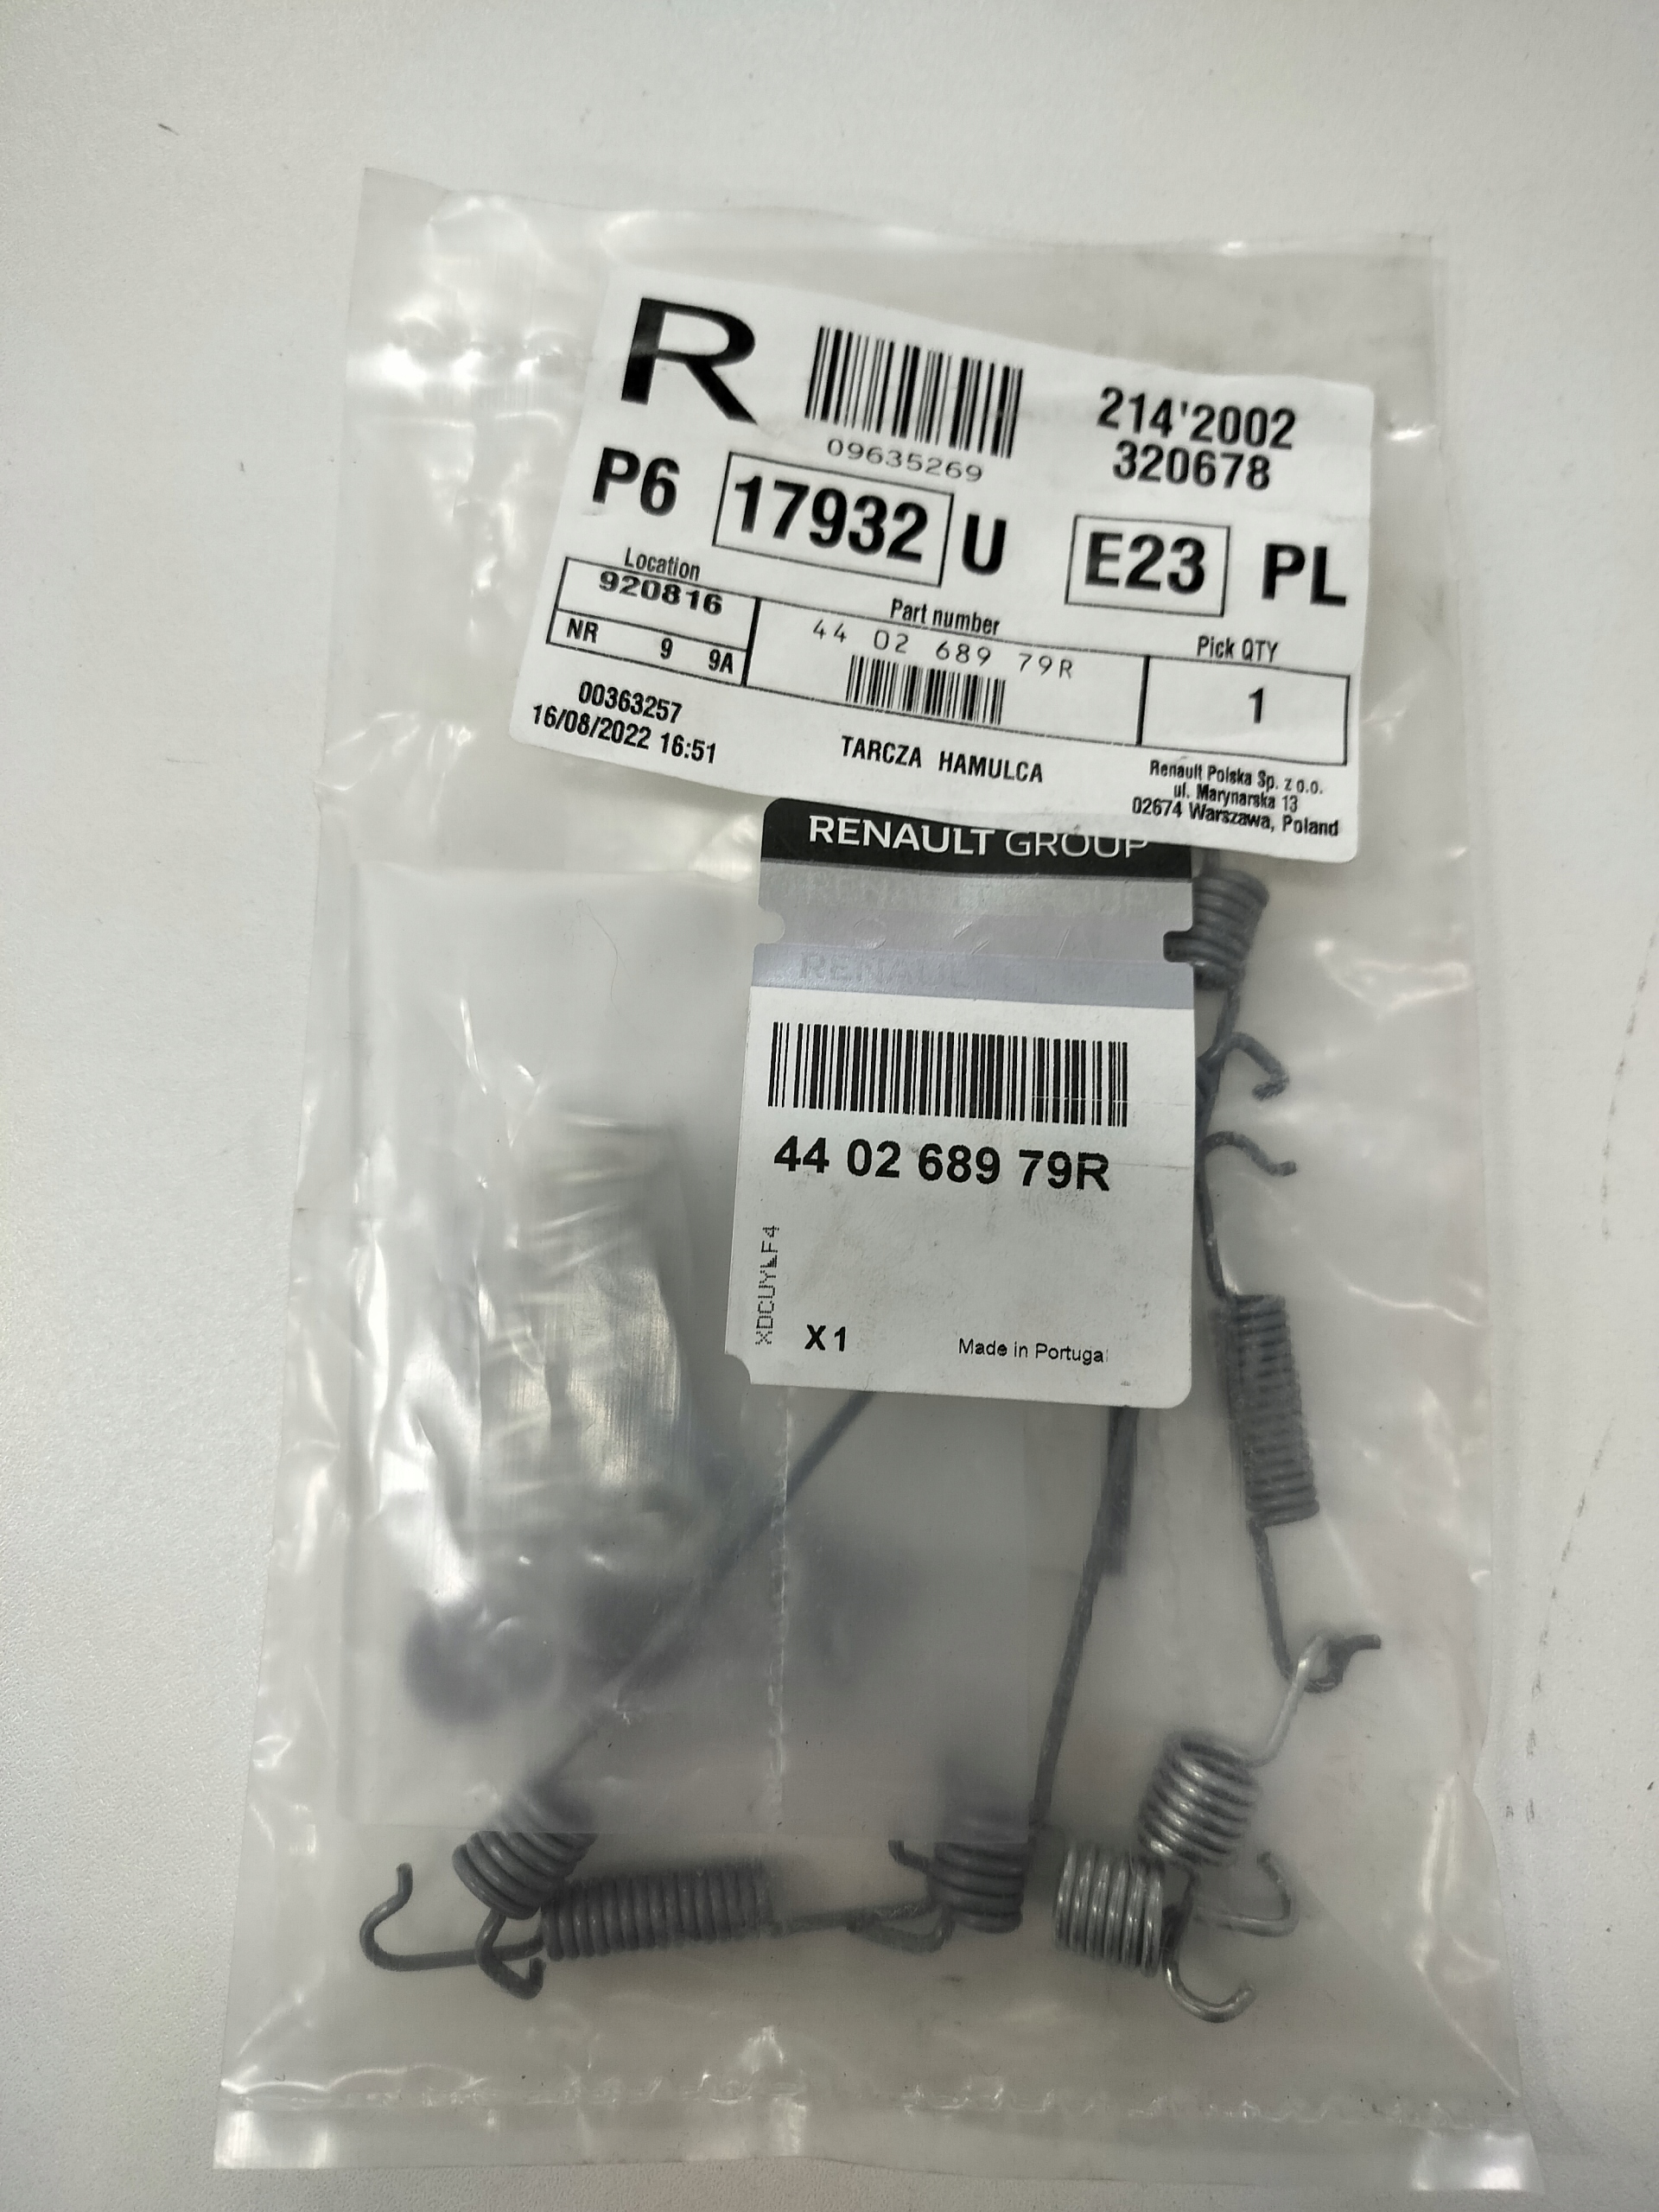 R
09635269
214'2002
320678
P6 17932 U E23 PL
Location
920816
NR 9 9A
Part number
44 02 689 79R
Pick QTY
1
00363257
16/08/2022 16:51
TARCZA HAMULCA
Renault Polska Sp. z o.o.
ul. Marynarska 13
02674 Warszawa, Poland
RENAULT GROUP
44 02 689 79R
X1
Made in Portugal